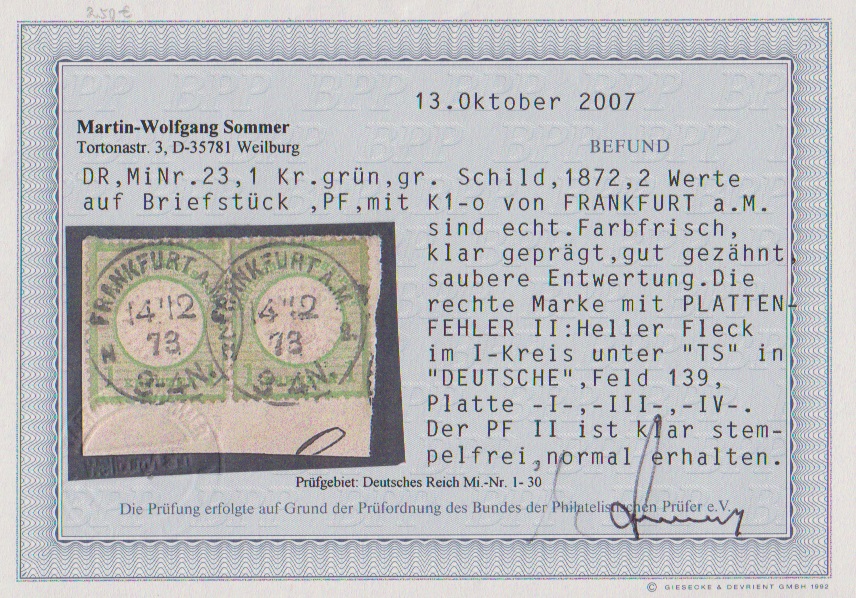 2.50 €
13.Oktober 2007
Martin-Wolfgang Sommer
Tortonastr. 3, D-35781 Weilburg
BEFUND
DR,MiNr.23,1 Kr.grün,gr. Schild,1872,2 Werte
auf Briefstück ,PF,mit K1-o von FRANKFURT a.M.
sind echt.Farbfrisch,
klar geprägt,gut gezähnt,
saubere Entwertung.Die
rechte Marke mit PLATTEN-
FEHLER II:Heller Fleck
im I-Kreis unter "TS" in
"DEUTSCHE",Feld 139,
Platte -I-,-III-,-IV-.
Der PF II ist klar stem-
pelfrei,normal erhalten.
FRANKFURT A.M. FRANKFURT A.M.
14 12 14 12
73 73
3-4N. 3-4N.
Prüfgebiet: Deutsches Reich Mi.-Nr. 1- 30
Die Prüfung erfolgte auf Grund der Prüfordnung des Bundes der Philatelistischen Prüfer e.V.
© GIESECKE & DEVRIENT GMBH 1992